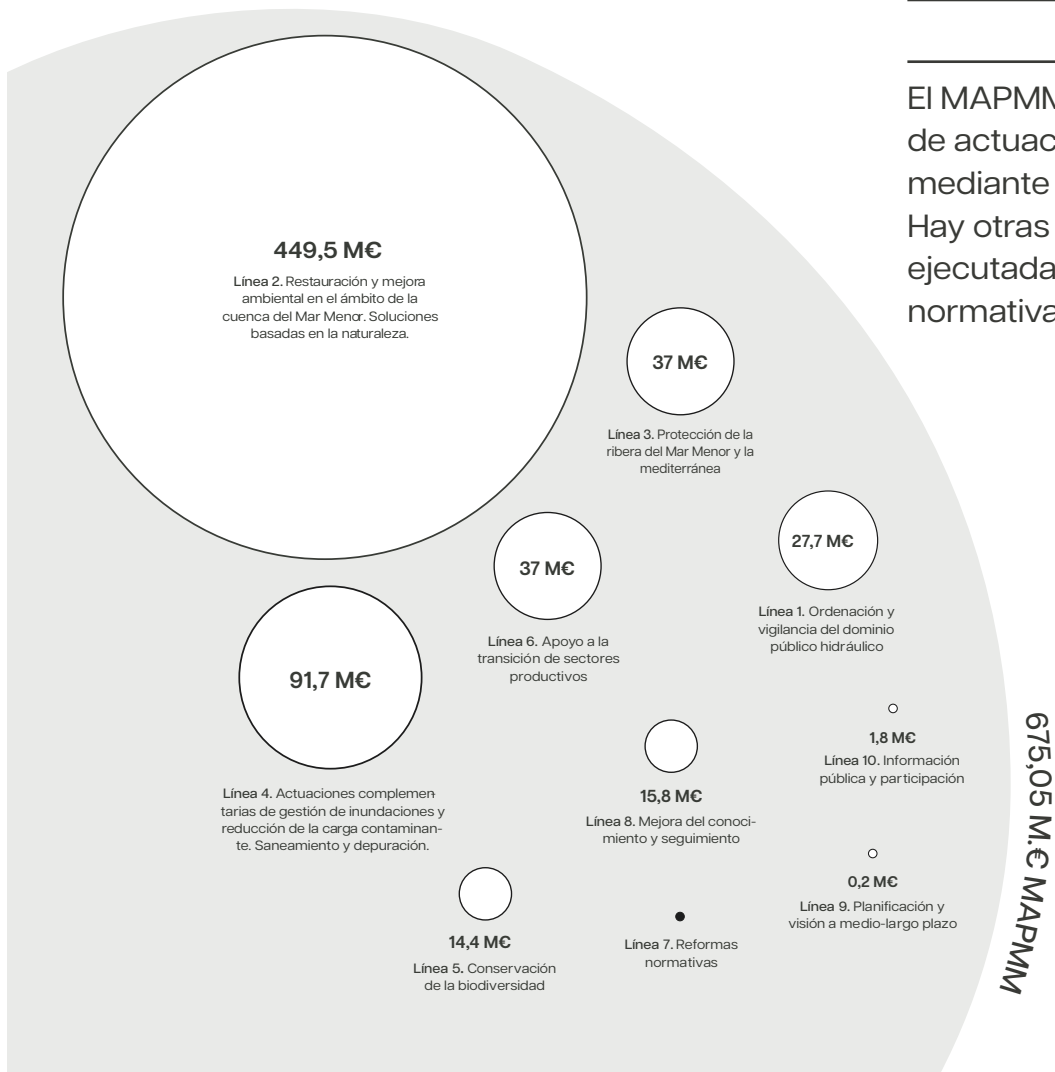 El MAPMM
de actuac
mediante
Hay otras
ejecutada
normativa
449,5 M€
Línea 2. Restauración y mejora
ambiental en el ámbito de la
cuenca del Mar Menor. Soluciones
basadas en la naturaleza.
37 M€
Línea 3. Protección de la
ribera del Mar Menor y la
mediterránea
27,7 M€
Línea 1. Ordenación y
vigilancia del dominio
público hidráulico
37 M€
Línea 6. Apoyo a la
transición de sectores
productivos
91,7 M€
Línea 4. Actuaciones complemen-
tarias de gestión de inundaciones y
reducción de la carga contaminan-
te. Saneamiento y depuración.
1,8 M€
Línea 10. Información
pública y participación
15,8 M€
Línea 8. Mejora del conoci-
miento y seguimiento
0,2 M€
Línea 9. Planificación y
visión a medio-largo plazo
14,4 M€
Línea 5. Conservación
de la biodiversidad
Línea 7. Reformas
normativas
675,05 M.€ MAPMM